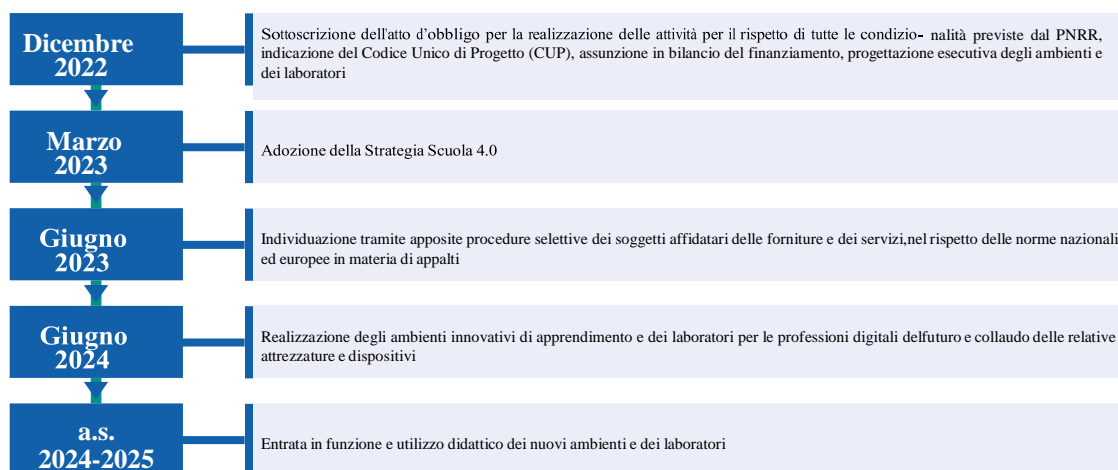 Dicembre
2022
Sottoscrizione dell'atto d'obbligo per la realizzazione delle attività per il rispetto di tutte le condizio- nalità previste dal PNRR,
indicazione del Codice Unico di Progetto (CUP), assunzione in bilancio del finanziamento, progettazione esecutiva degli ambienti e
dei laboratori
Marzo
2023
Adozione della Strategia Scuola 4.0
Giugno
2023
Individuazione tramite apposite procedure selettive dei soggetti affidatari delle forniture e dei servizi,nel rispetto delle norme nazionali
ed europee in materia di appalti
Giugno
2024
Realizzazione degli ambienti innovativi di apprendimento e dei laboratori per le professioni digitali delfuturo e collaudo delle relative
attrezzature e dispositivi
a.s.
2024-2025
Entrata in funzione e utilizzo didattico dei nuovi ambienti e dei laboratori